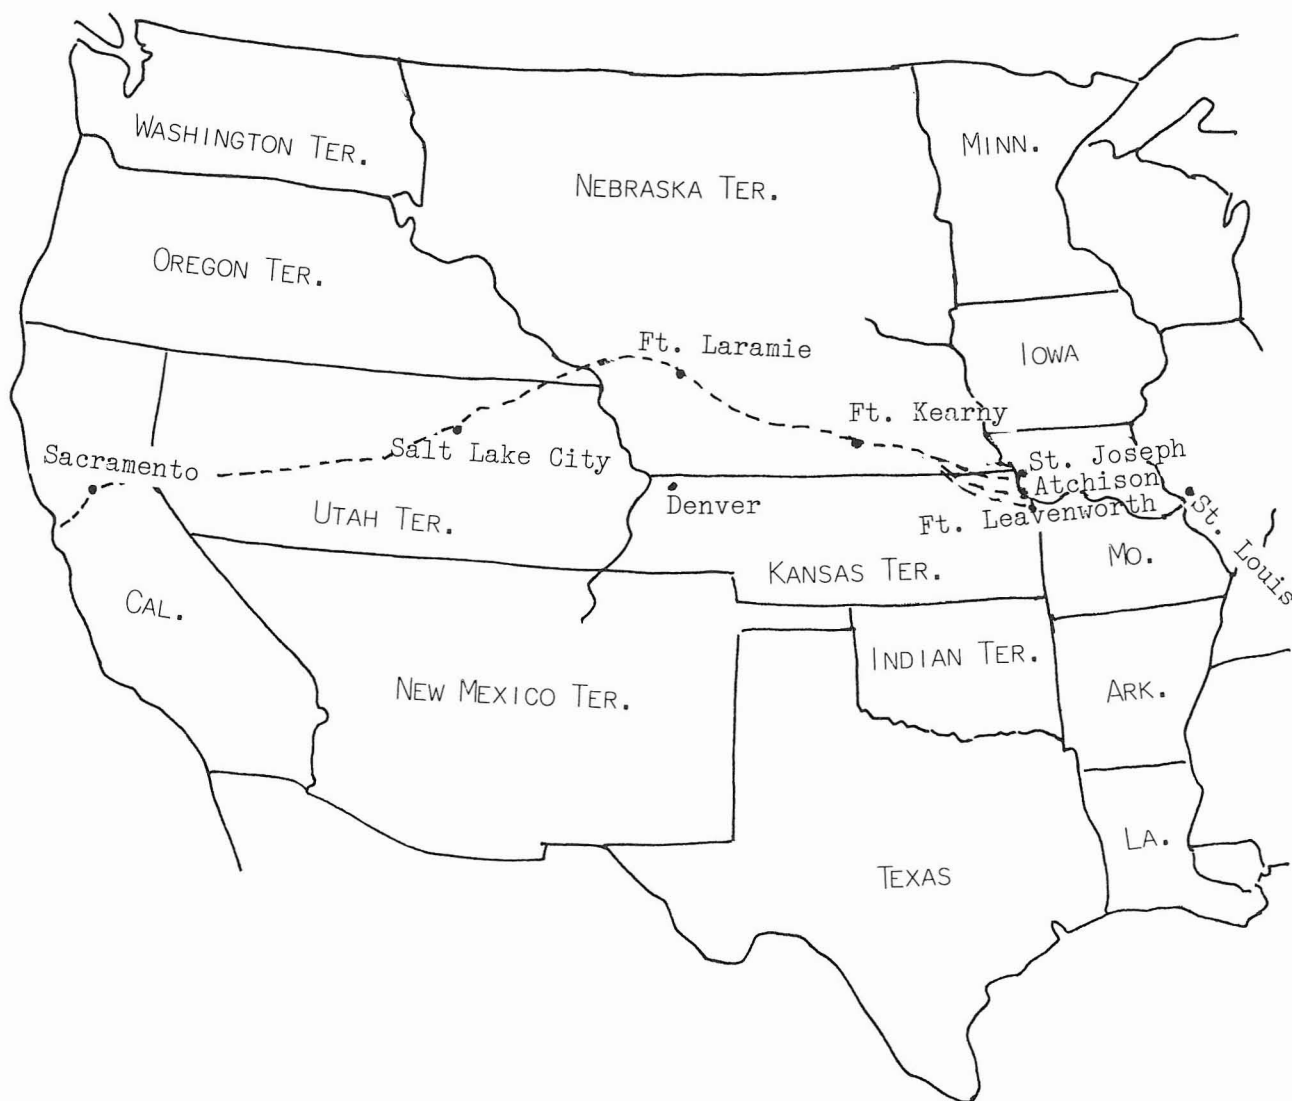 WASHINGTON TER.
MINN.
NEBRASKA TER.
OREGON TER.
Ft. Laramie
IOWA
Ft. Kearny
Sacramento
Salt Lake City
St. Joseph
Atchison
Denver
Ft. Leavenworth
St. Louis
UTAH TER.
KANSAS TER.
MO.
CAL.
INDIAN TER.
NEW MEXICO TER.
ARK.
LA.
TEXAS